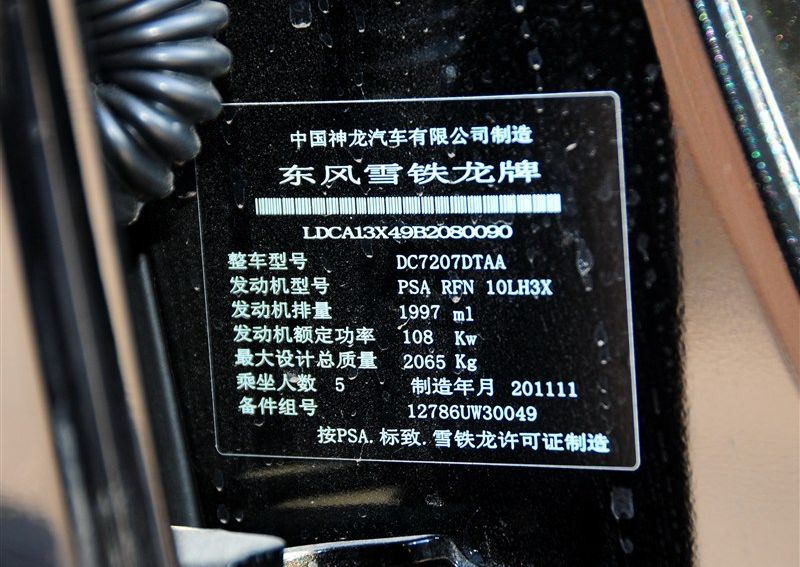 中国神龙汽车有限公司制造
东风雪铁龙牌
LDCA13X49B2080090
整车型号 DC7207DTAA
发动机型号 PSA RFN 10LH3X
发动机排量 1997 ml
发动机额定功率 108 Kw
最大设计总质量 2065 Kg
乘坐人数 5 制造年月 201111
备件组号 12786UW30049
按PSA.标致.雪铁龙许可证制造